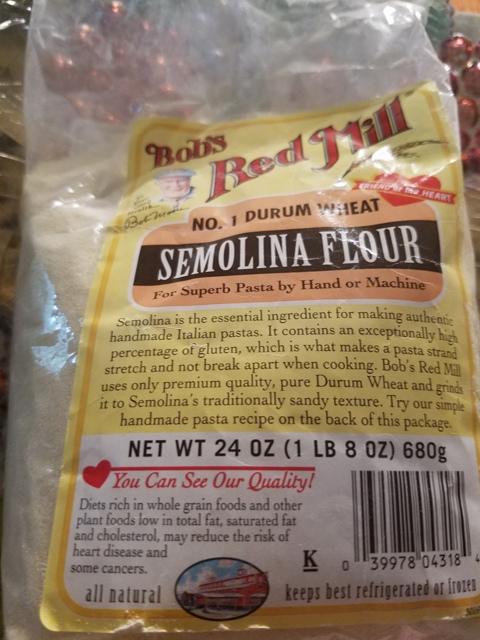 Bob's
Red Mill
FRIEND OF THE HEART
NO. 1 DURUM WHEAT
SEMOLINA FLOUR
For Superb Pasta by Hand or Machine
Semolina is the essential ingredient for making authentic
handmade Italian pastas. It contains an exceptionally high
percentage of gluten, which is what makes a pasta strand
stretch and not break apart when cooking. Bob's Red Mill
uses only premium quality, pure Durum Wheat and grinds
it to Semolina's traditionally sandy texture. Try our simple
handmade pasta recipe on the back of this package.
NET WT 24 OZ (1 LB 8 OZ) 680g
You Can See Our Quality!
Diets rich in whole grain foods and other
plant foods low in total fat, saturated fat
and cholesterol, may reduce the risk of
heart disease and
some cancers.
K
0 39978 04318 4
all natural
keeps best refrigerated or frozen